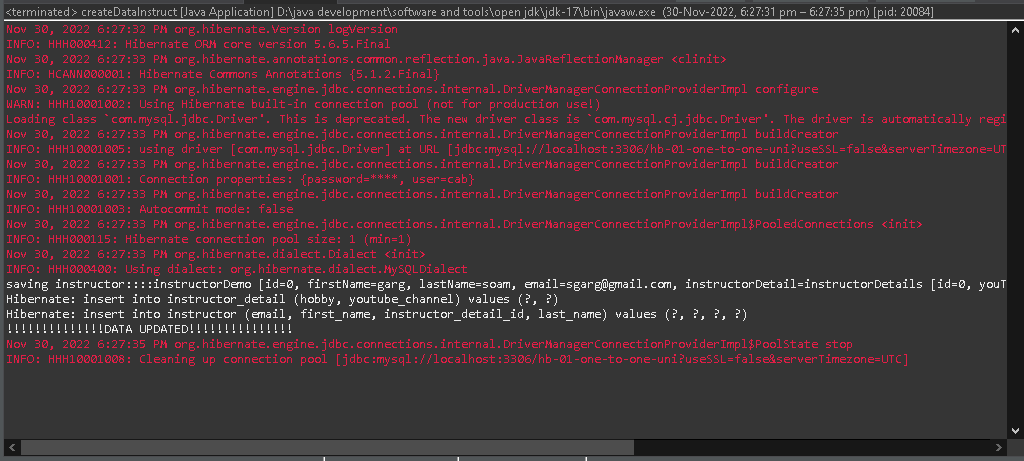 <terminated> createDataInstruct [Java Application] D:\java development\software and tools\open jdk\jdk-17\bin\javaw.exe (30-Nov-2022, 6:27:31 pm – 6:27:35 pm) [pid: 20084]
Nov 30, 2022 6:27:32 PM org.hibernate.Version logVersion
INFO: HHH000412: Hibernate ORM core version 5.6.5.Final
Nov 30, 2022 6:27:33 PM org.hibernate.annotations.common.reflection.java.JavaReflectionManager <clinit>
INFO: HCANN000001: Hibernate Commons Annotations {5.1.2.Final}
Nov 30, 2022 6:27:33 PM org.hibernate.engine.jdbc.connections.internal.DriverManagerConnectionProviderImpl configure
WARN: HHH10001002: Using Hibernate built-in connection pool (not for production use!)
Loading class `com.mysql.jdbc.Driver'. This is deprecated. The new driver class is `com.mysql.cj.jdbc.Driver'. The driver is automatically regi
Nov 30, 2022 6:27:33 PM org.hibernate.engine.jdbc.connections.internal.DriverManagerConnectionProviderImpl buildCreator
INFO: HHH10001005: using driver [com.mysql.jdbc.Driver] at URL [jdbc:mysql://localhost:3306/hb-01-one-to-one-uni?useSSL=false&serverTimezone=UT
Nov 30, 2022 6:27:33 PM org.hibernate.engine.jdbc.connections.internal.DriverManagerConnectionProviderImpl buildCreator
INFO: HHH10001001: Connection properties: {password=****, user=cab}
Nov 30, 2022 6:27:33 PM org.hibernate.engine.jdbc.connections.internal.DriverManagerConnectionProviderImpl buildCreator
INFO: HHH10001003: Autocommit mode: false
Nov 30, 2022 6:27:33 PM org.hibernate.engine.jdbc.connections.internal.DriverManagerConnectionProviderImpl$PooledConnections <init>
INFO: HHH000115: Hibernate connection pool size: 1 (min=1)
Nov 30, 2022 6:27:33 PM org.hibernate.dialect.Dialect <init>
INFO: HHH000400: Using dialect: org.hibernate.dialect.MySQLDialect
saving instructor::::instructorDemo [id=0, firstName=garg, lastName=soam, email=sgarg@gmail.com, instructorDetail=instructorDetails [id=0, youT
Hibernate: insert into instructor_detail (hobby, youtube_channel) values (?, ?)
Hibernate: insert into instructor (email, first_name, instructor_detail_id, last_name) values (?, ?, ?, ?)
!!!!!!!!!!!!!!DATA UPDATED!!!!!!!!!!!!!!!
Nov 30, 2022 6:27:35 PM org.hibernate.engine.jdbc.connections.internal.DriverManagerConnectionProviderImpl$PoolState stop
INFO: HHH10001008: Cleaning up connection pool [jdbc:mysql://localhost:3306/hb-01-one-to-one-uni?useSSL=false&serverTimezone=UTC]